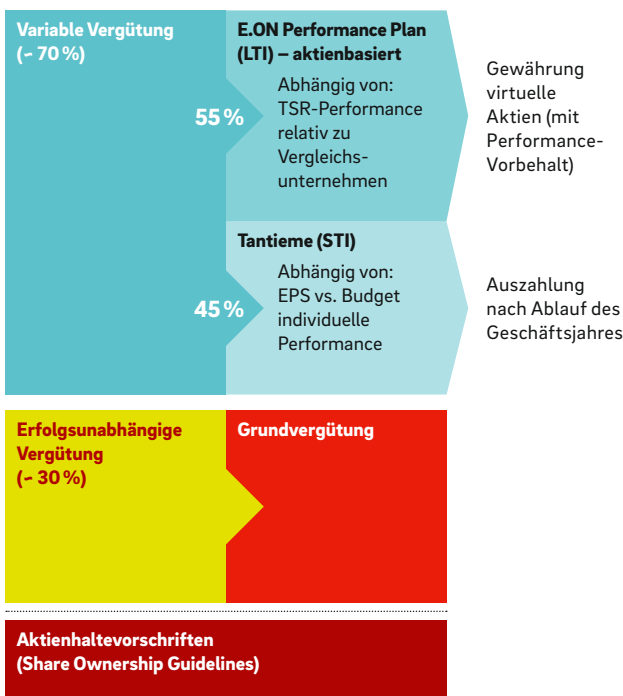 Variable Vergütung
(~ 70 %)
E.ON Performance Plan
(LTI) – aktienbasiert
Abhängig von:
TSR-Performance
relativ zu
Vergleichs-
unternehmen
55 %
Gewährung
virtuelle
Aktien (mit
Performance-
Vorbehalt)
Tantieme (STI)
Abhängig von:
EPS vs. Budget
individuelle
Performance
45 %
Auszahlung
nach Ablauf des
Geschäftsjahres
Erfolgsunabhängige
Vergütung
(~ 30 %)
Grundvergütung
Aktienhaltevorschriften
(Share Ownership Guidelines)